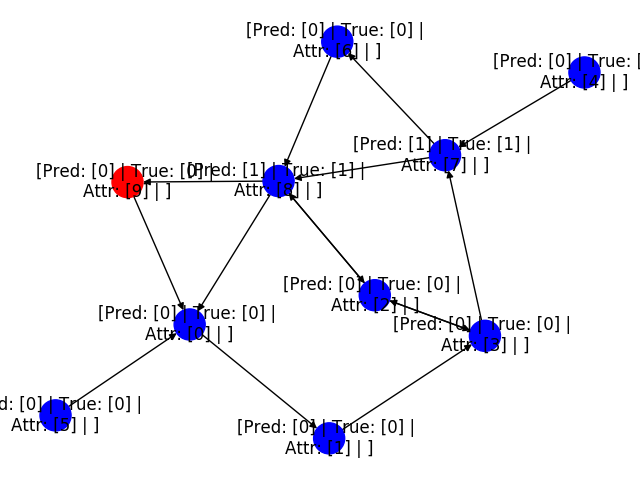 [Pred: [0] | True: [0] |
Attr: [6] | ]
[Pred: [0] | True: [
Attr: [4] | ]
[Pred: [1] | True: [1] |
Attr: [7] | ]
[Pred: [0] | True: [0] |
Attr: [9] | ]
[Pred: [1] | True: [1] |
Attr: [8] | ]
[Pred: [0] | True: [0] |
Attr: [2] | ]
[Pred: [0] | True: [0] |
Attr: [0] | ]
[Pred: [0] | True: [0] |
Attr: [3] | ]
d: [0] | True: [0] |
Attr: [5] | ]
[Pred: [0] | True: [0] |
Attr: [1] | ]